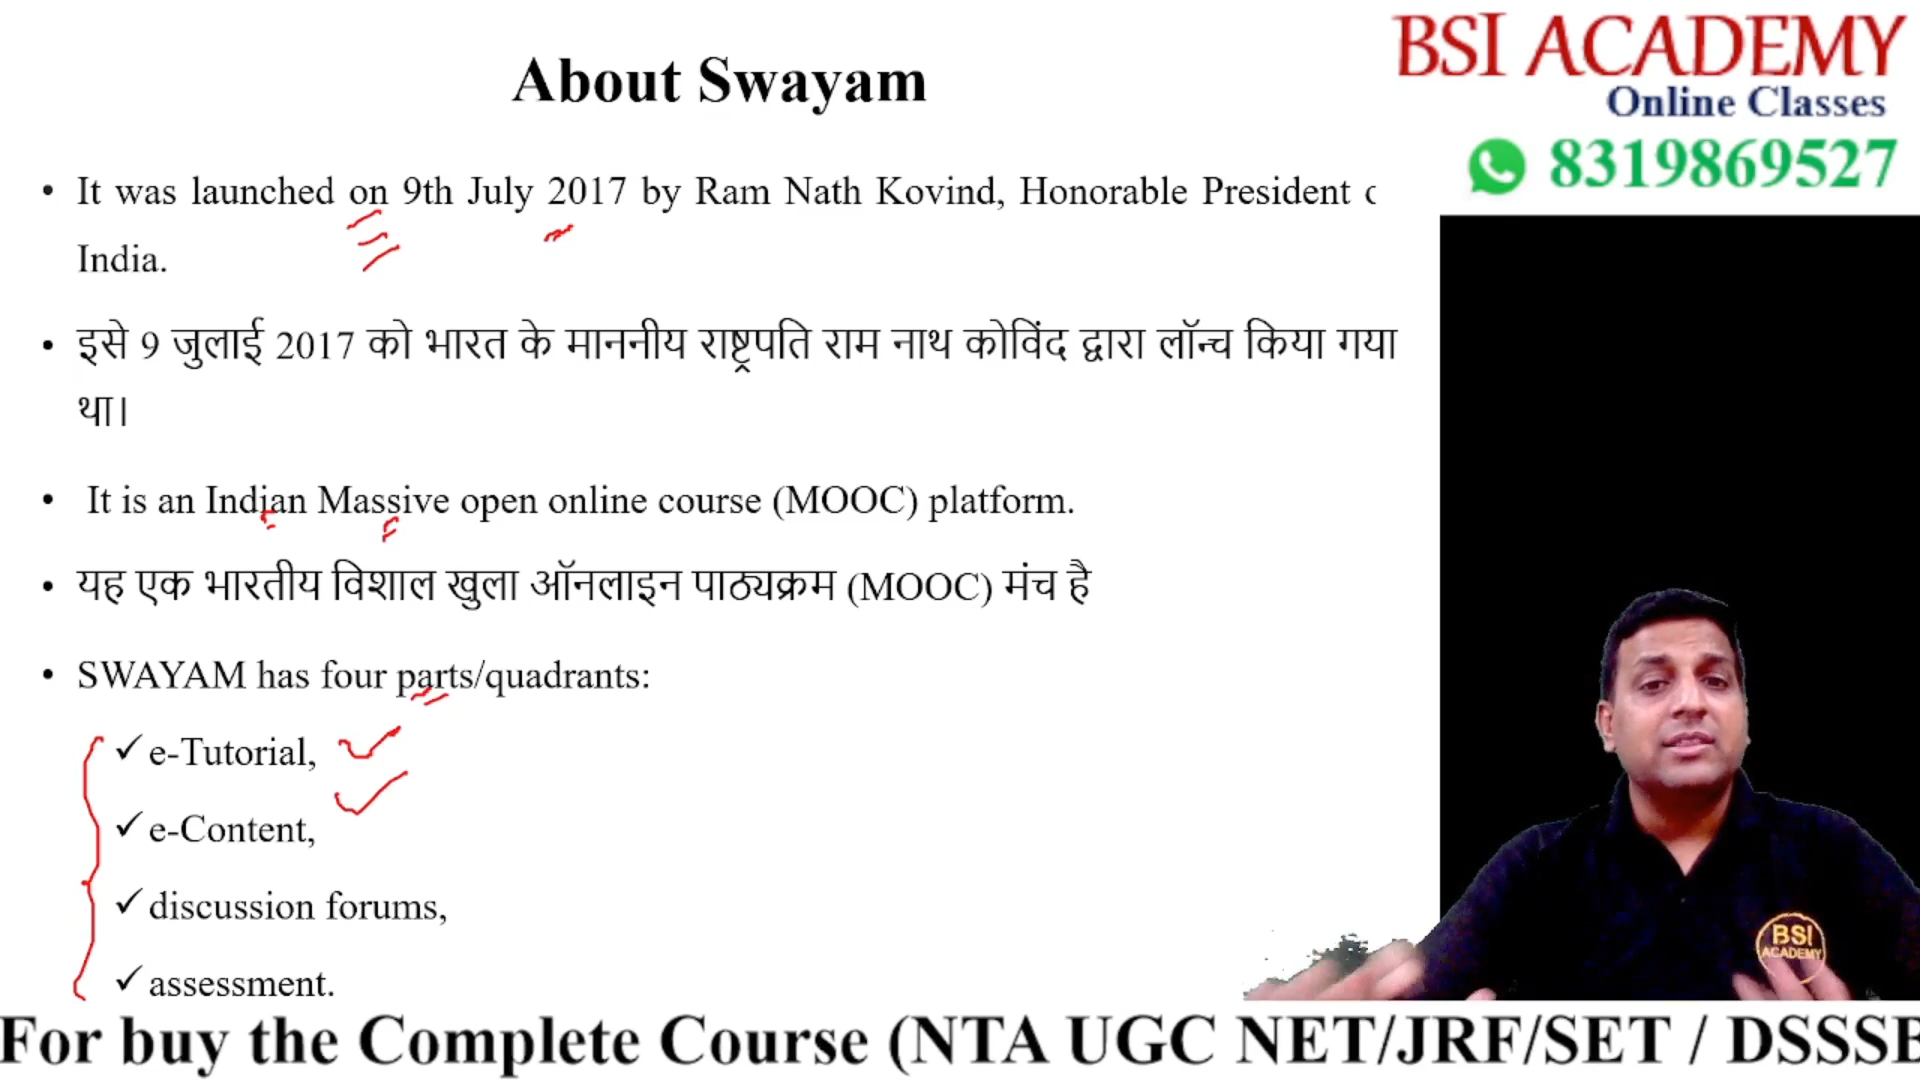 About Swayam
BSI ACADEMY
Online Classes
8319869527
• It was launched on 9th July 2017 by Ram Nath Kovind, Honorable President
India.
• इसे 9 जुलाई 2017 को भारत के माननीय राष्ट्रपति राम नाथ कोविंद द्वारा लॉन्च किया गया
था।
• It is an Indian Massive open online course (MOOC) platform.
• यह एक भारतीय विशाल खुला ऑनलाइन पाठ्यक्रम (MOOC) मंच है
• SWAYAM has four parts/quadrants:
✓ e-Tutorial,
✓ e-Content,
✓ discussion forums,
✓ assessment.
BSI
ACADEMY
For buy the Complete Course (NTA UGC NET/JRF/SET / DSSSB